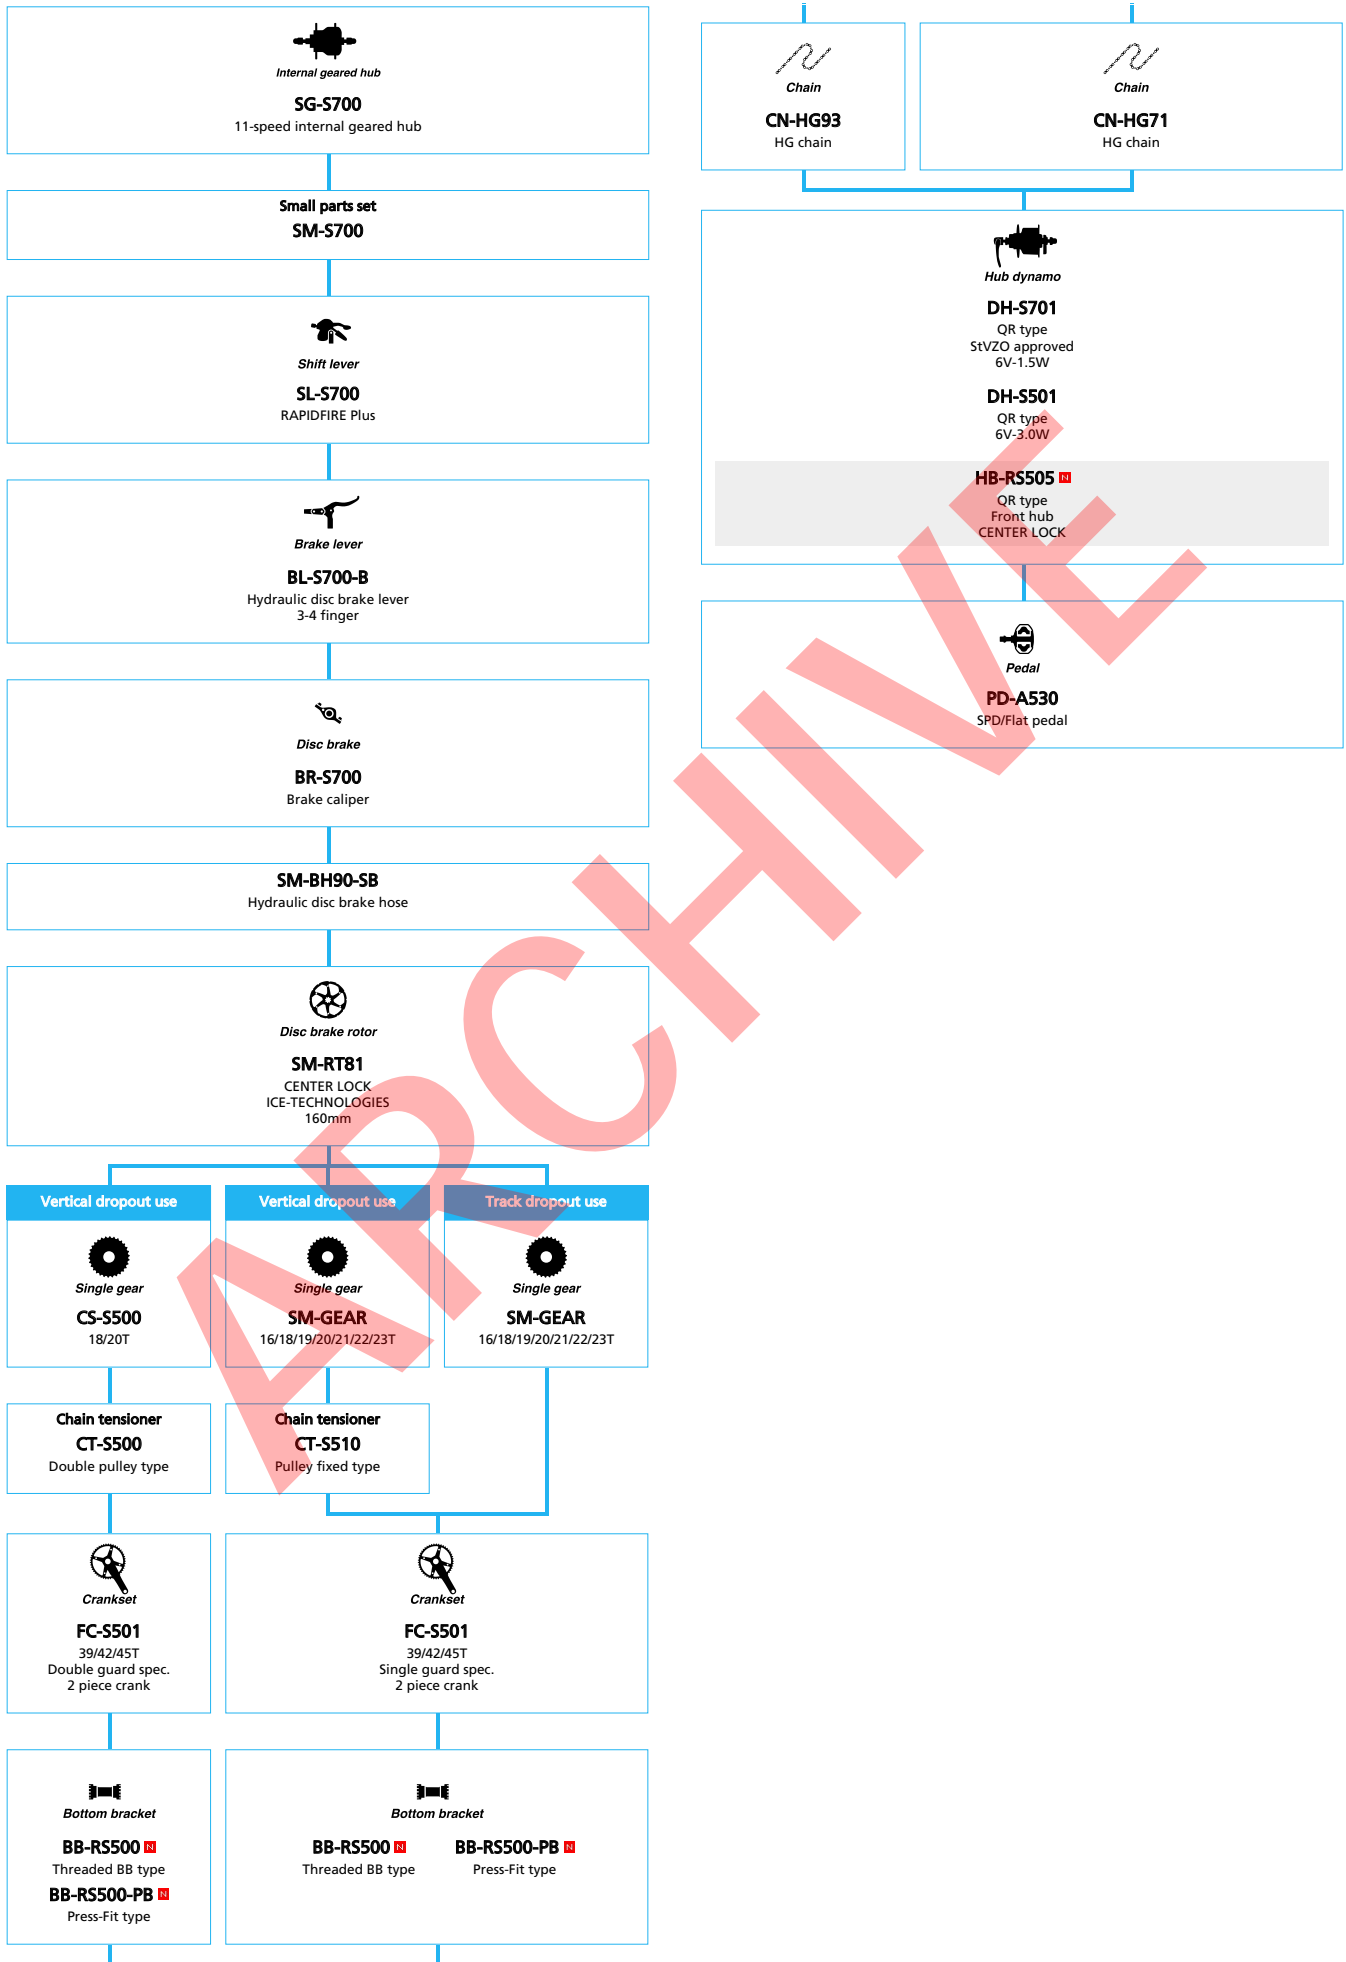 Internal geared hub
SG-S700
11-speed internal geared hub
Small parts set
SM-S700
Shift lever
SL-S700
RAPIDFIRE Plus
Brake lever
BL-S700-B
Hydraulic disc brake lever
3-4 finger
Disc brake
BR-S700
Brake caliper
SM-BH90-SB
Hydraulic disc brake hose
Disc brake rotor
SM-RT81
CENTER LOCK
ICE-TECHNOLOGIES
160mm
Vertical dropout use
Single gear
CS-S500
18/20T
Vertical dropout use
Single gear
SM-GEAR
16/18/19/20/21/22/23T
Track dropout use
Single gear
SM-GEAR
16/18/19/20/21/22/23T
Chain tensioner
CT-S500
Double pulley type
Chain tensioner
CT-S510
Pulley fixed type
Crankset
FC-S501
39/42/45T
Double guard spec.
2 piece crank
Crankset
FC-S501
39/42/45T
Single guard spec.
2 piece crank
Bottom bracket
BB-RS500 N
Threaded BB type
BB-RS500-PB N
Press-Fit type
Bottom bracket
BB-RS500 N
Threaded BB type
BB-RS500-PB N
Press-Fit type
Chain
CN-HG93
HG chain
Chain
CN-HG71
HG chain
Hub dynamo
DH-S701
QR type
StVZO approved
6V-1.5W
DH-S501
QR type
6V-3.0W
HB-RS505 N
QR type
Front hub
CENTER LOCK
Pedal
PD-A530
SPD/Flat pedal
ARCHIVE